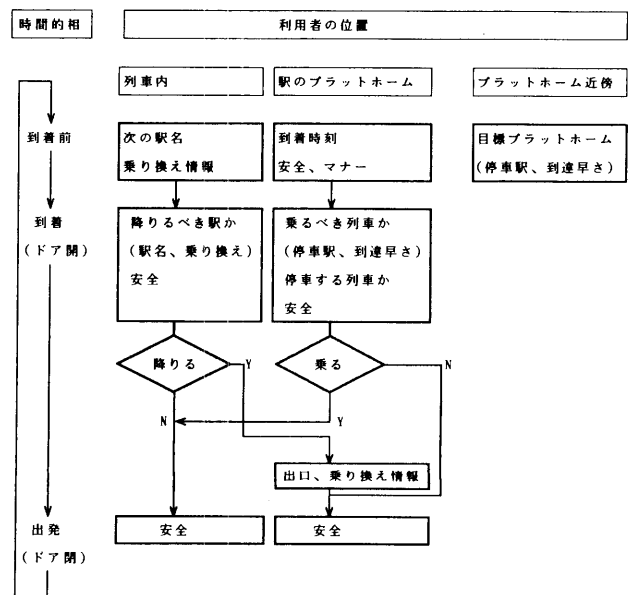 時間的相
利用者の位置
列車内
駅のプラットホーム
プラットホーム近傍
到着前
次の駅名
乗り換え情報
到着時刻
安全、マナー
目標プラットホーム
(停車駅、到達早さ)
到着
(ドア開)
降りるべき駅か
(駅名、乗り換え)
安全
乗るべき列車か
(停車駅、到達早さ)
停車する列車か
安全
降りる
Y
乗る
N
N
Y
出口、乗り換え情報
出発
(ドア閉)
安全
安全